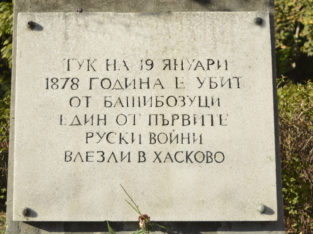 ТУК НА 19 ЯНУАРИ
1878 ГОДИНА Е УБИТ
ОТ БАШИБОЗУЦИ
ЕДИН ОТ ПЪРВИТЕ
РУСКИ ВОЙНИ
ВЛЕЗЛИ В ХАСКОВО